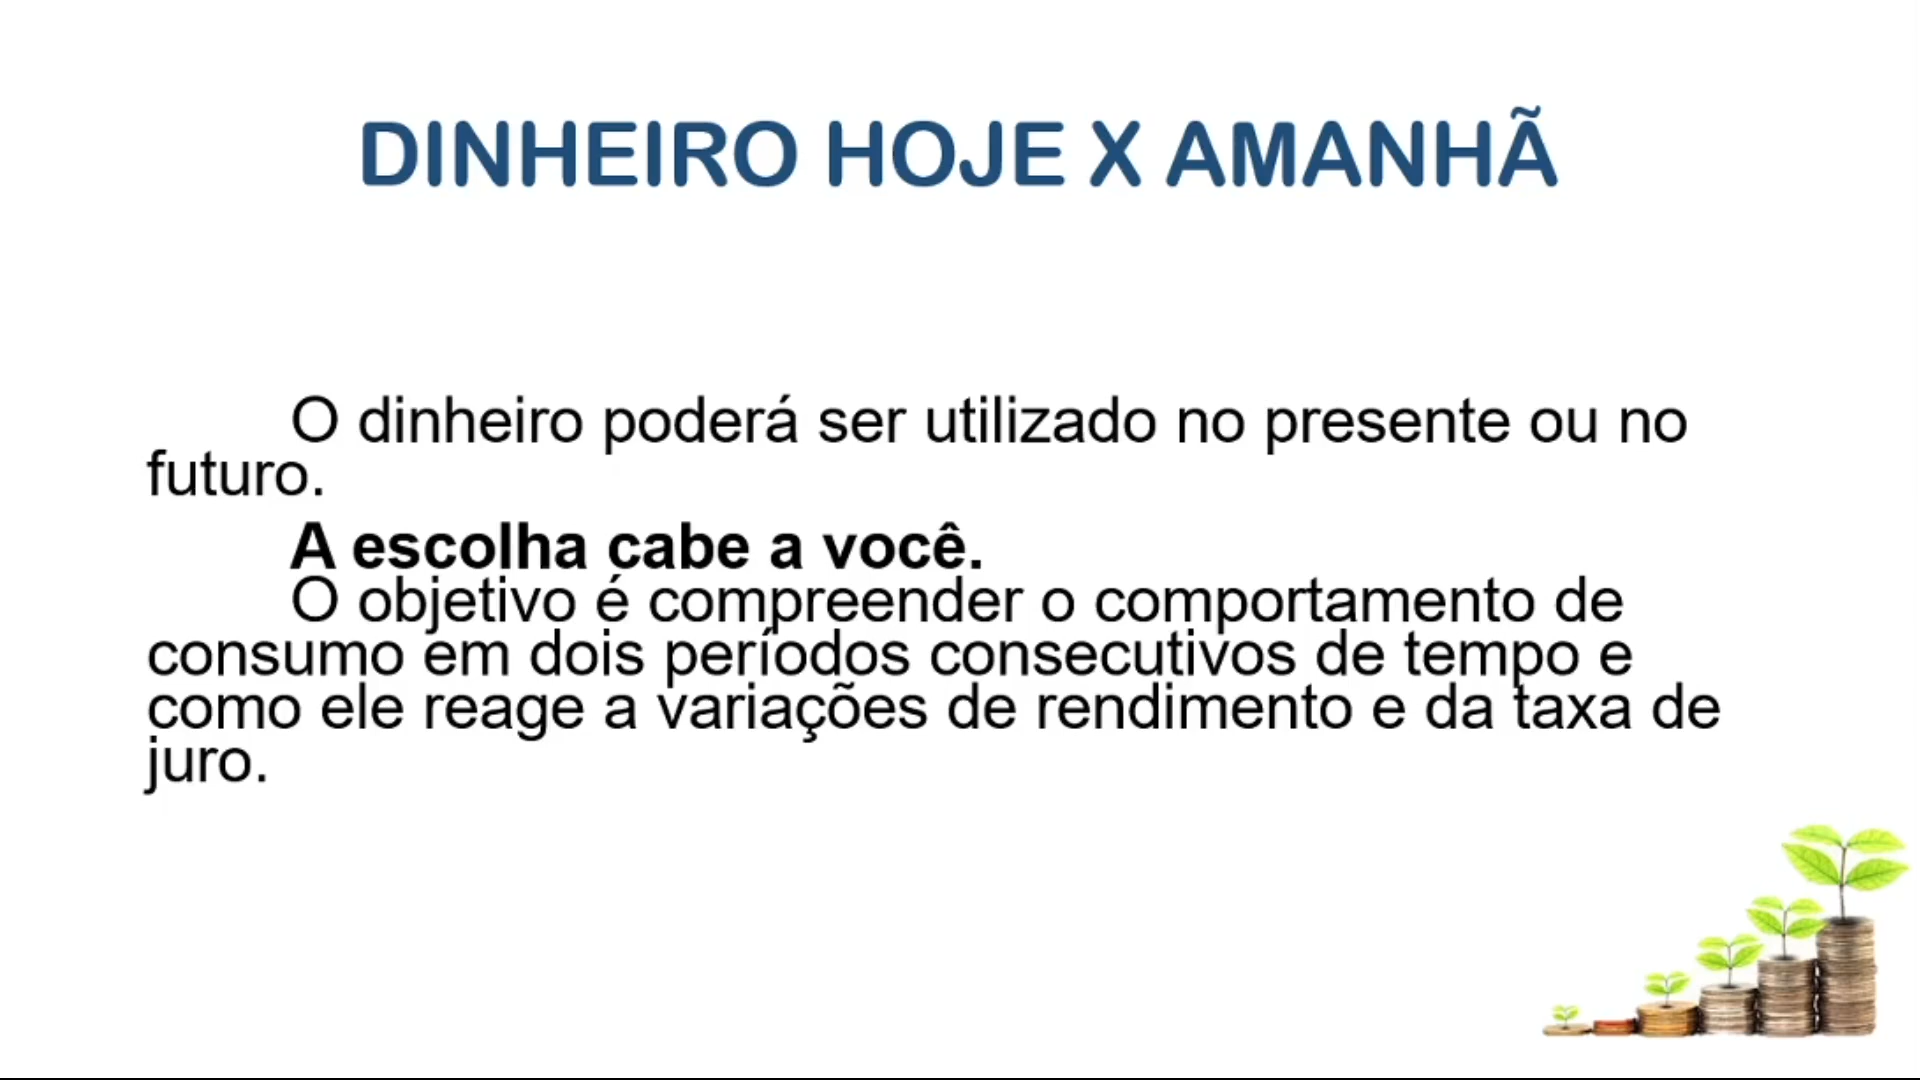 DINHEIRO HOJE X AMANHÃ
O dinheiro poderá ser utilizado no presente ou no
futuro.
A escolha cabe a você.
O objetivo é compreender o comportamento de
consumo em dois períodos consecutivos de tempo e
como ele reage a variações de rendimento e da taxa de
juro.